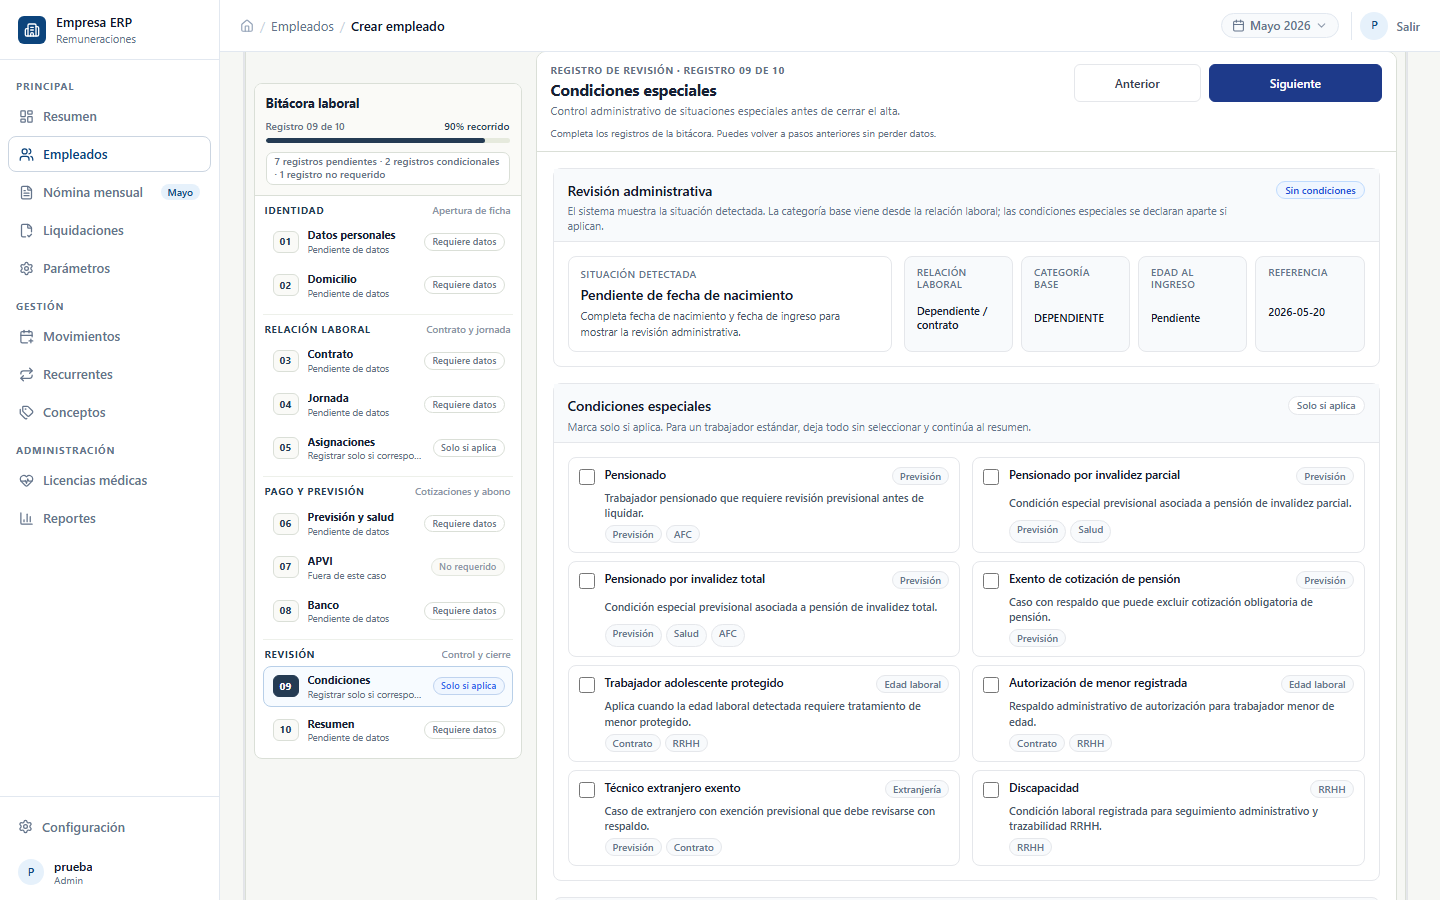 Empresa ERP
Remuneraciones
PRINCIPAL
Resumen
Empleados
Nómina mensual
Mayo
Liquidaciones
Parámetros
GESTIÓN
Movimientos
Recurrentes
Conceptos
ADMINISTRACIÓN
Licencias médicas
Reportes
Configuración
P
prueba
Admin
/ Empleados / Crear empleado
Mayo 2026
P
Salir
Bitácora laboral
Registro 09 de 10
90% recorrido
7 registros pendientes · 2 registros condicionales
· 1 registro no requerido
IDENTIDAD
Apertura de ficha
01
Datos personales
Pendiente de datos
Requiere datos
02
Domicilio
Pendiente de datos
Requiere datos
RELACIÓN LABORAL
Contrato y jornada
03
Contrato
Pendiente de datos
Requiere datos
04
Jornada
Pendiente de datos
Requiere datos
05
Asignaciones
Registrar solo si correspo...
Solo si aplica
PAGO Y PREVISIÓN
Cotizaciones y abono
06
Previsión y salud
Pendiente de datos
Requiere datos
07
APVI
Fuera de este caso
No requerido
08
Banco
Pendiente de datos
Requiere datos
REVISIÓN
Control y cierre
09
Condiciones
Registrar solo si correspo...
Solo si aplica
10
Resumen
Pendiente de datos
Requiere datos
REGISTRO DE REVISIÓN · REGISTRO 09 DE 10
Condiciones especiales
Control administrativo de situaciones especiales antes de cerrar el alta.
Completa los registros de la bitácora. Puedes volver a pasos anteriores sin perder datos.
Anterior
Siguiente
Revisión administrativa
El sistema muestra la situación detectada. La categoría base viene desde la relación laboral; las condiciones especiales se declaran aparte si
aplican.
Sin condiciones
SITUACIÓN DETECTADA
Pendiente de fecha de nacimiento
Completa fecha de nacimiento y fecha de ingreso para
mostrar la revisión administrativa.
RELACIÓN
LABORAL
Dependiente /
contrato
CATEGORÍA
BASE
DEPENDIENTE
EDAD AL
INGRESO
Pendiente
REFERENCIA
2026-05-20
Condiciones especiales
Marca solo si aplica. Para un trabajador estándar, deja todo sin seleccionar y continúa al resumen.
Solo si aplica
Pensionado
Previsión
Trabajador pensionado que requiere revisión previsional antes de
liquidar.
Previsión AFC
Pensionado por invalidez parcial
Previsión
Condición especial previsional asociada a pensión de invalidez parcial.
Previsión Salud
Pensionado por invalidez total
Previsión
Condición especial previsional asociada a pensión de invalidez total.
Previsión Salud AFC
Exento de cotización de pensión
Previsión
Caso con respaldo que puede excluir cotización obligatoria de
pensión.
Previsión
Trabajador adolescente protegido
Edad laboral
Aplica cuando la edad laboral detectada requiere tratamiento de
menor protegido.
Contrato RRHH
Autorización de menor registrada
Edad laboral
Respaldo administrativo de autorización para trabajador menor de
edad.
Contrato RRHH
Técnico extranjero exento
Extranjería
Caso de extranjero con exención previsional que debe revisarse con
respaldo.
Previsión Contrato
Discapacidad
RRHH
Condición laboral registrada para seguimiento administrativo y
trazabilidad RRHH.
RRHH